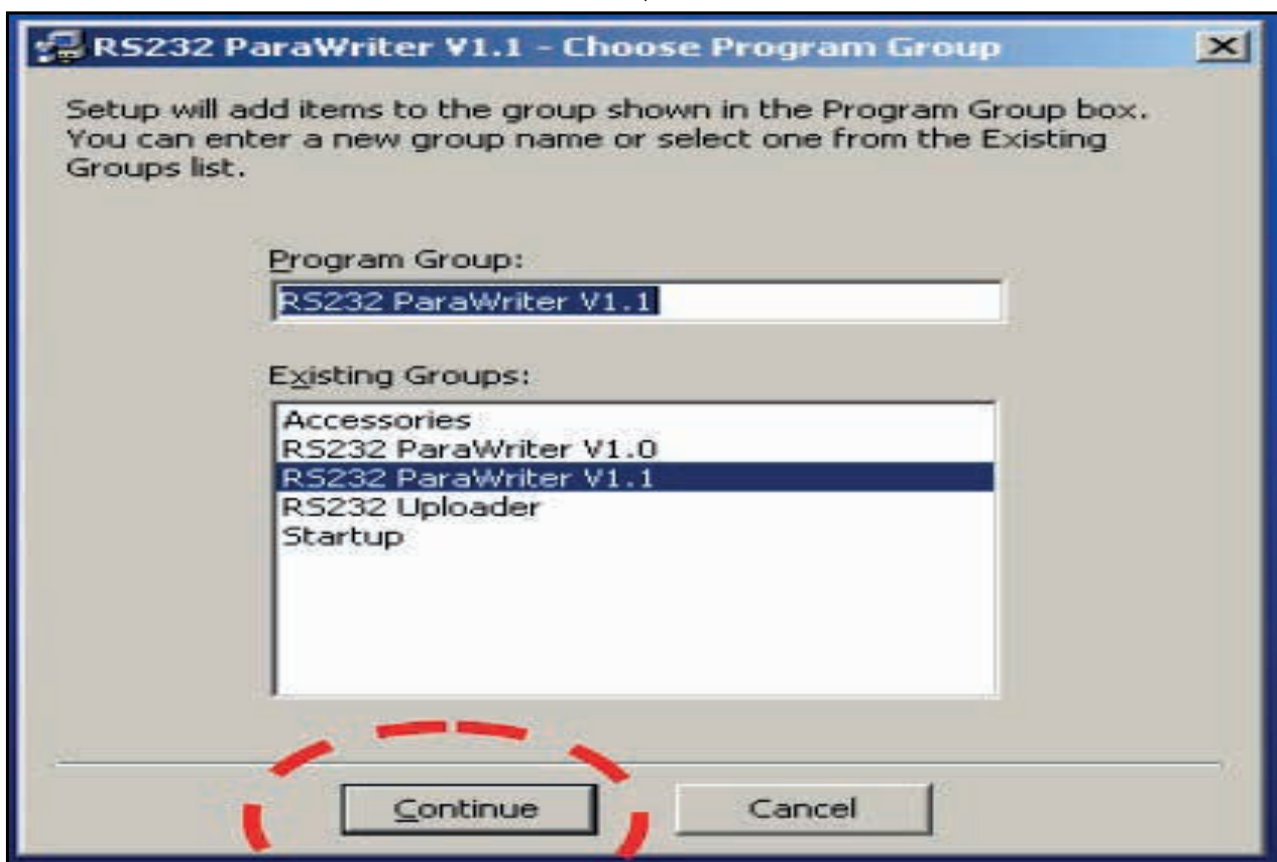 RS232 ParaWriter V1.1 - Choose Program Group
Setup will add items to the group shown in the Program Group box.
You can enter a new group name or select one from the Existing
Groups list.
Program Group:
RS232 ParaWriter V1.1
Existing Groups:
Accessories
RS232 ParaWriter V1.0
RS232 ParaWriter V1.1
RS232 Uploader
Startup
Continue
Cancel